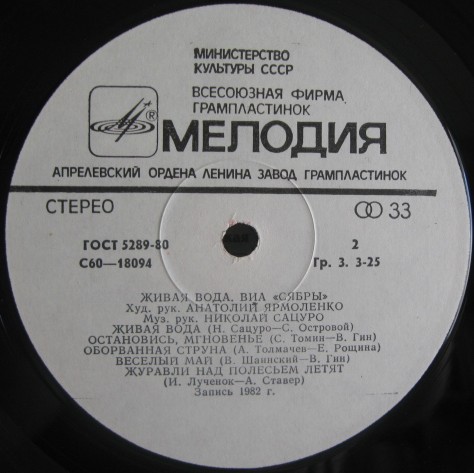 МИНИСТЕРСТВО
КУЛЬТУРЫ СССР
ВСЕСОЮЗНАЯ ФИРМА
ГРАМПЛАСТИНОК
®
МЕЛОДИЯ
АПРЕЛЕВСКИЙ ОРДЕНА ЛЕНИНА ЗАВОД ГРАМПЛАСТИНОК
СТЕРЕО 33
ГОСТ 5289-80 2
С60—18094 Гр. 3. 3-25
ЖИВАЯ ВОДА. ВИА «СЯБРЫ»
Худ. рук. АНАТОЛИЙ ЯРМОЛЕНКО
Муз. рук. НИКОЛАЙ САЦУРО
ЖИВАЯ ВОДА (Н. Сацуро—С. Островой)
ОСТАНОВИСЬ, МГНОВЕНЬЕ (С. Томин—В. Гин)
ОБОРВАННАЯ СТРУНА (А. Толмачев—Е. Рощина)
ВЕСЕЛЫЙ МАЙ (В. Шаинский—В. Гин)
ЖУРАВЛИ НАД ПОЛЕСЬЕМ ЛЕТЯТ
(И. Лученок—А. Ставер)
Запись 1982 г.